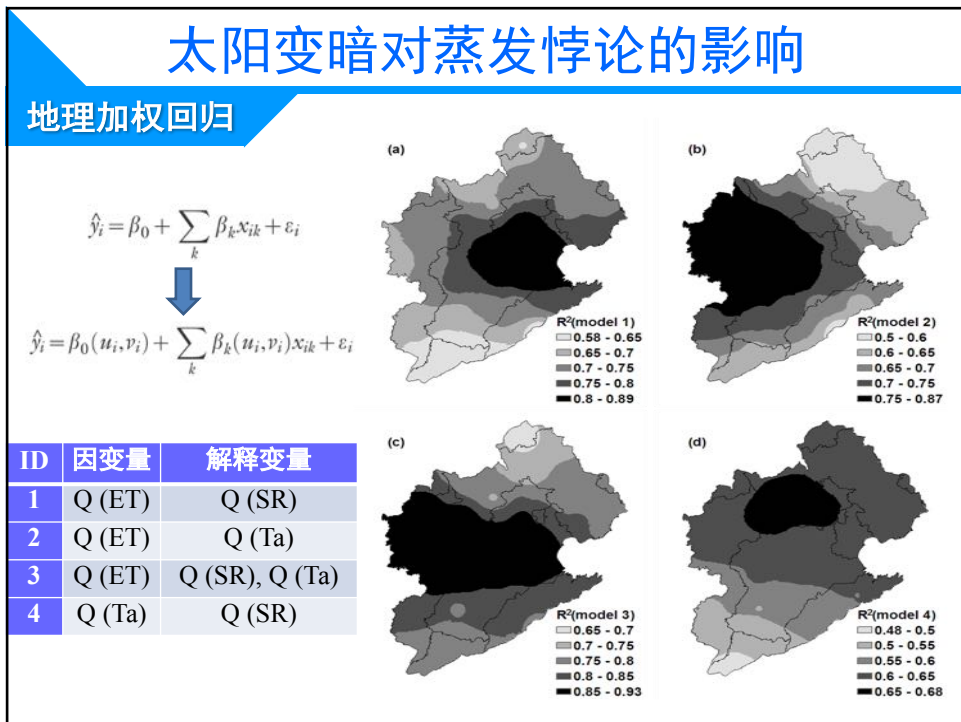 太阳变暗对蒸发悖论的影响
地理加权回归
ŷᵢ = β₀ + ∑ₖ βₖxᵢₖ + εᵢ
ŷᵢ = β₀(uᵢ,vᵢ) + ∑ₖ βₖ(uᵢ,vᵢ)xᵢₖ + εᵢ
ID 因变量 解释变量
1 Q (ET) Q (SR)
2 Q (ET) Q (Ta)
3 Q (ET) Q (SR), Q (Ta)
4 Q (Ta) Q (SR)
(a)
R²(model 1)
0.58 - 0.65
0.65 - 0.7
0.7 - 0.75
0.75 - 0.8
0.8 - 0.89
(b)
R²(model 2)
0.5 - 0.6
0.6 - 0.65
0.65 - 0.7
0.7 - 0.75
0.75 - 0.87
(c)
R²(model 3)
0.65 - 0.7
0.7 - 0.75
0.75 - 0.8
0.8 - 0.85
0.85 - 0.93
(d)
R²(model 4)
0.48 - 0.5
0.5 - 0.55
0.55 - 0.6
0.6 - 0.65
0.65 - 0.68